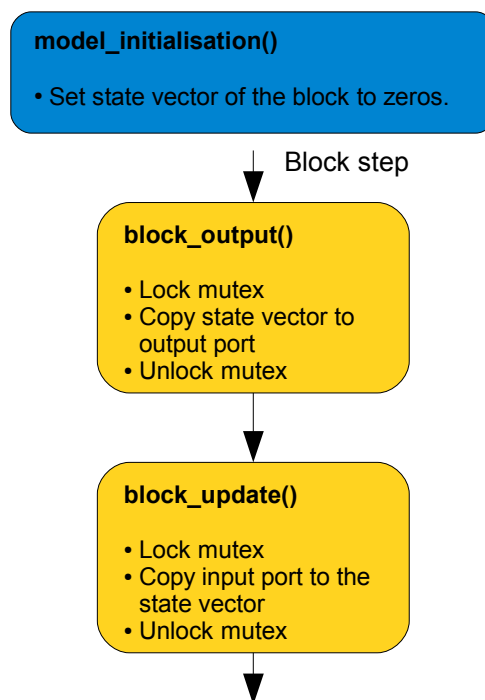 model_initialisation()
• Set state vector of the block to zeros.
Block step
block_output()
• Lock mutex
• Copy state vector to
output port
• Unlock mutex
block_update()
• Lock mutex
• Copy input port to the
state vector
• Unlock mutex